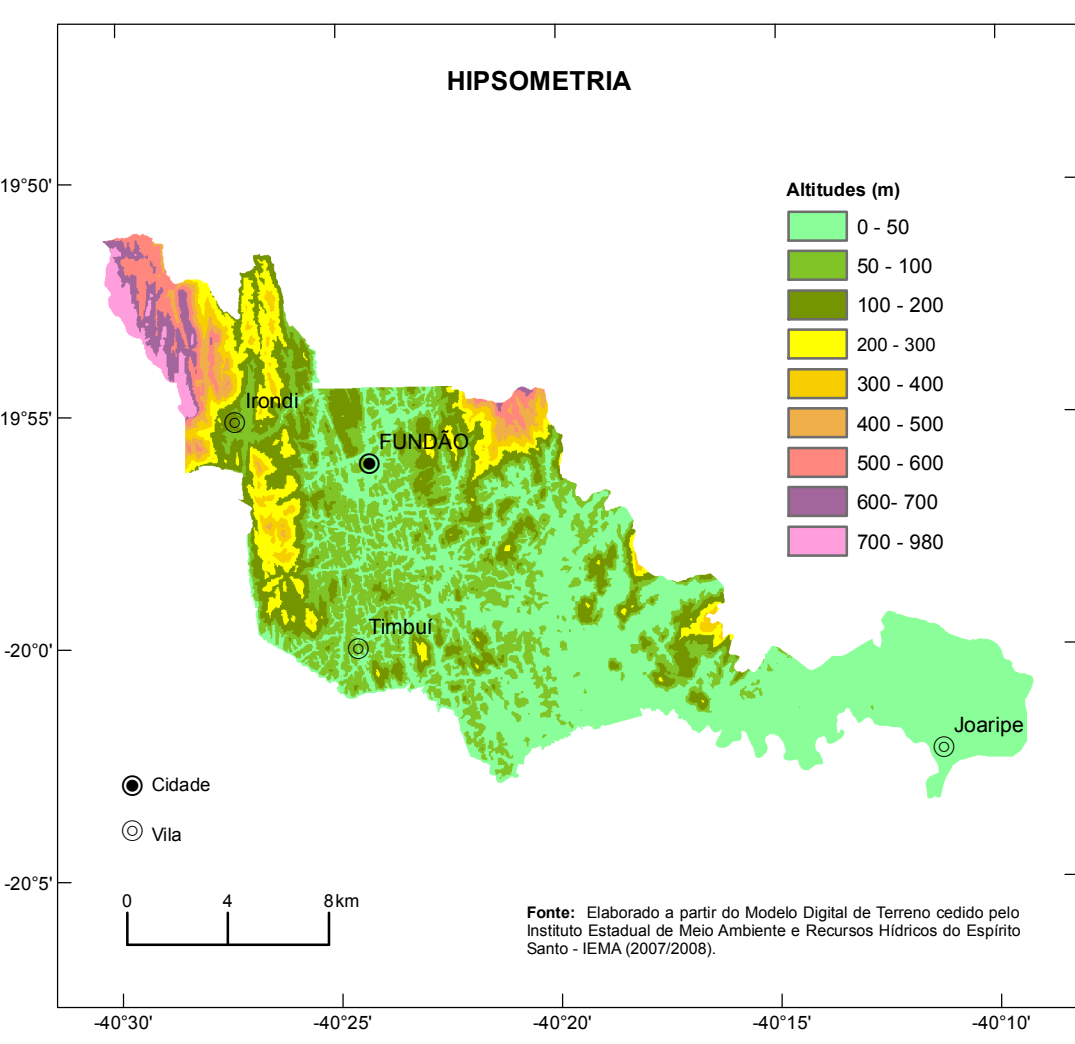 HIPSOMETRIA
19°50'
Altitudes (m)
0 - 50
50 - 100
100 - 200
200 - 300
300 - 400
400 - 500
500 - 600
600- 700
700 - 980
Irondi
19°55'
FUNDÃO
Timbuí
-20°0'
Joaripe
Cidade
Vila
-20°5'
0 4 8 km
Fonte: Elaborado a partir do Modelo Digital de Terreno cedido pelo
Instituto Estadual de Meio Ambiente e Recursos Hídricos do Espírito
Santo - IEMA (2007/2008).
-40°30' -40°25' -40°20' -40°15' -40°10'